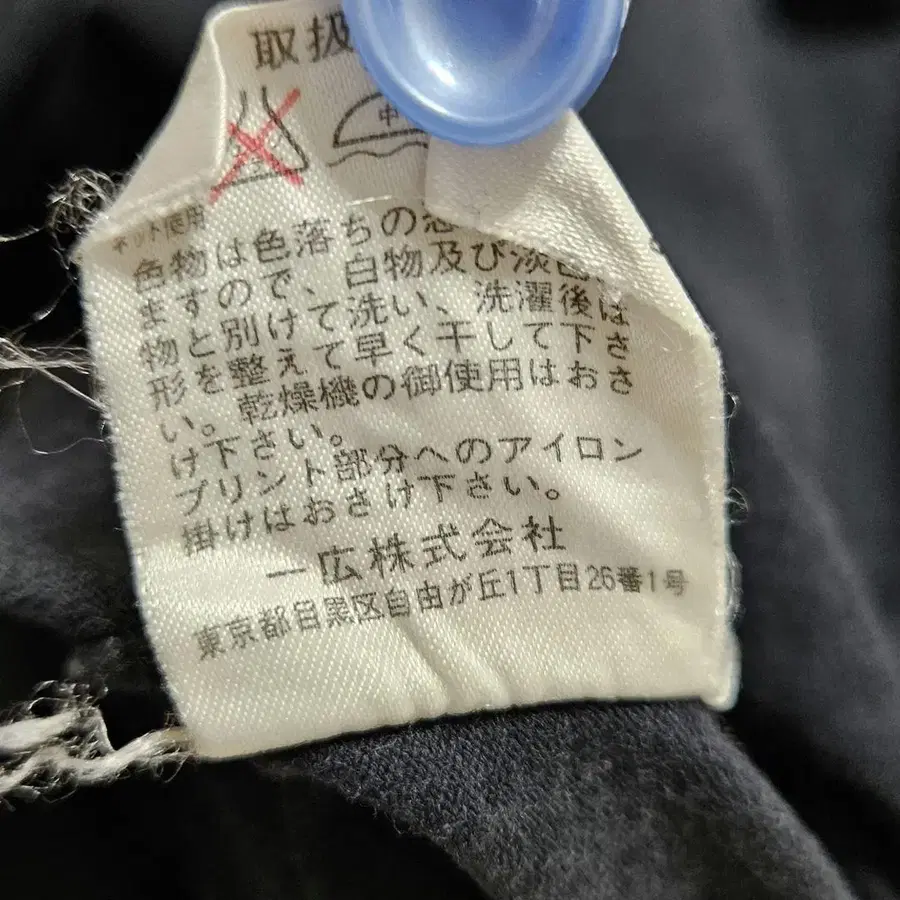 取扱
中
ネット使用
色物は色落ちの恐
ますので、白物及び淡色
物と別けて洗い、洗濯後は
形を整えて早く干して下さ
い。乾燥機の御使用はおさ
け下さい。
プリント部分へのアイロン
掛けはおさけ下さい。
一広株式会社
東京都目黒区自由が丘1丁目26番1号